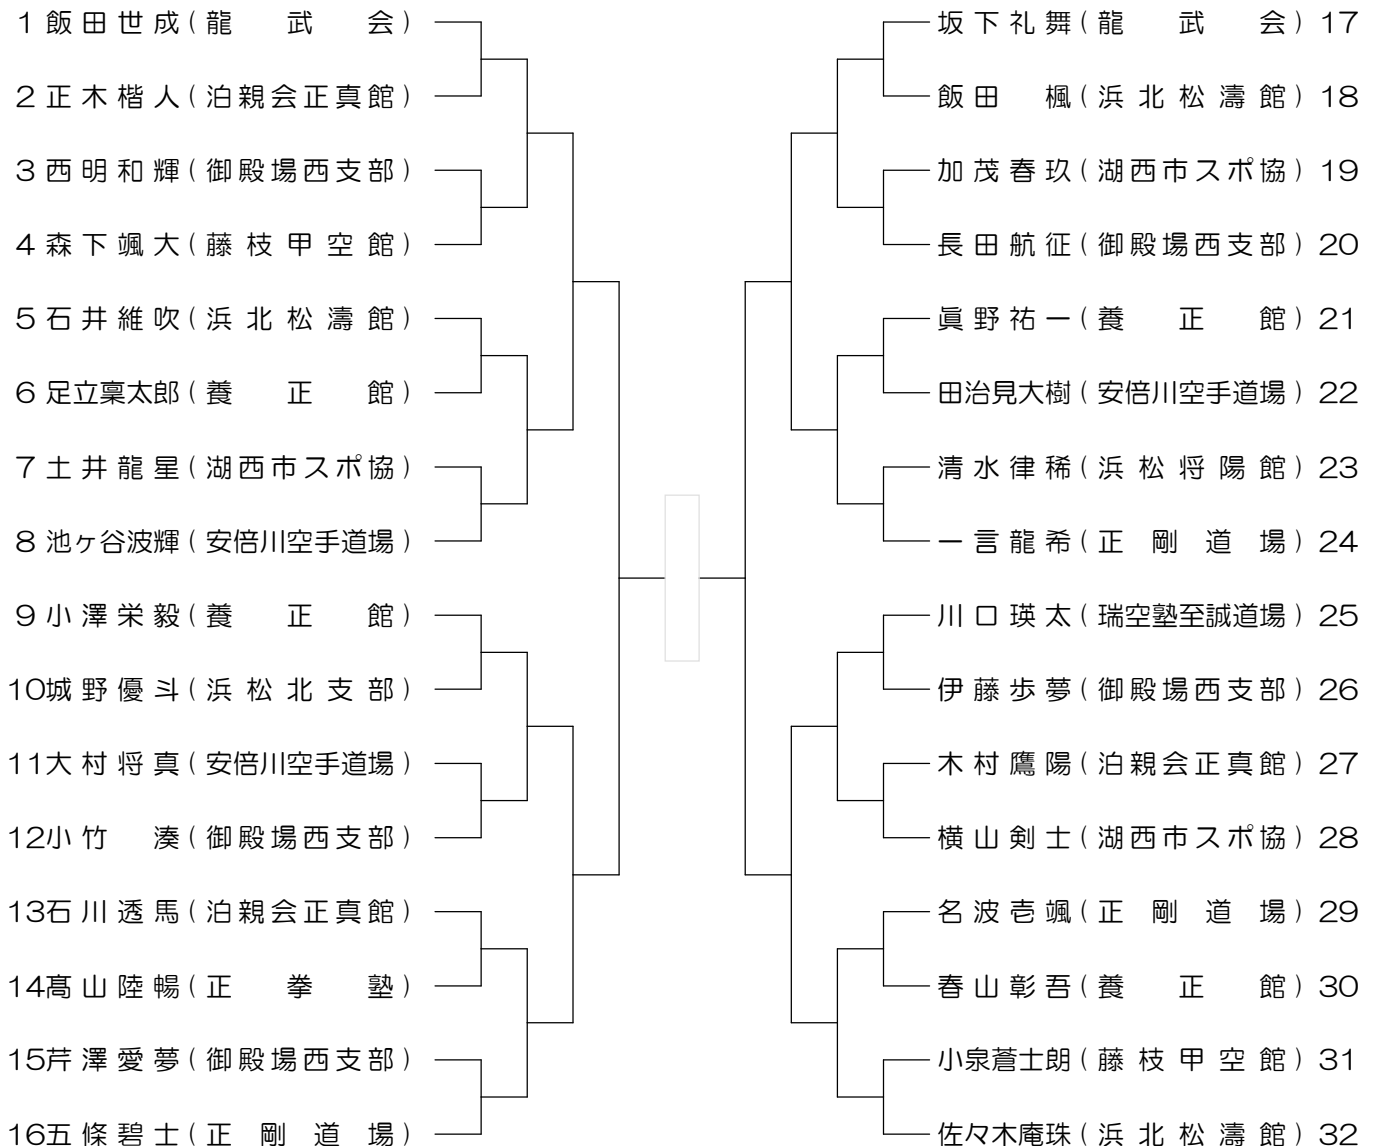 1 飯田世成(龍武会)
2 正木楷人(泊親会正真館)
3 西明和輝(御殿場西支部)
4 森下颯大(藤枝甲空館)
5 石井維吹(浜北松濤館)
6 足立稟太郎(養正館)
7 土井龍星(湖西市スポ協)
8 池ヶ谷波輝(安倍川空手道場)
9 小澤栄毅(養正館)
10 城野優斗(浜松北支部)
11 大村将真(安倍川空手道場)
12 小竹 湊(御殿場西支部)
13 石川透馬(泊親会正真館)
14 髙山陸暢(正拳塾)
15 芹澤愛夢(御殿場西支部)
16 五條碧士(正剛道場)
坂下礼舞(龍武会) 17
飯田 楓(浜北松濤館) 18
加茂春玖(湖西市スポ協) 19
長田航征(御殿場西支部) 20
眞野祐一(養正館) 21
田治見大樹(安倍川空手道場) 22
清水律稀(浜松将陽館) 23
一言龍希(正剛道場) 24
川口瑛太(瑞空塾至誠道場) 25
伊藤歩夢(御殿場西支部) 26
木村鷹陽(泊親会正真館) 27
横山剣士(湖西市スポ協) 28
名波壱颯(正剛道場) 29
春山彰吾(養正館) 30
小泉蒼士朗(藤枝甲空館) 31
佐々木庵珠(浜北松濤館) 32